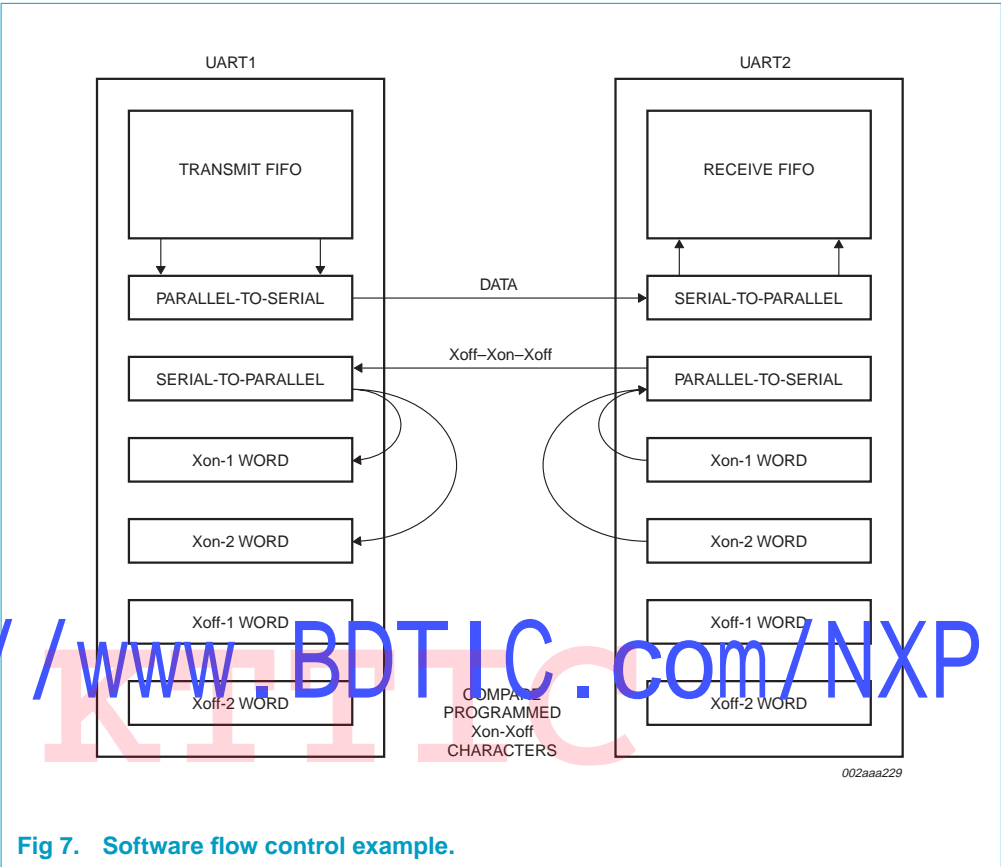 UART1
UART2
TRANSMIT FIFO
RECEIVE FIFO
PARALLEL-TO-SERIAL
DATA
SERIAL-TO-PARALLEL
Xoff–Xon–Xoff
SERIAL-TO-PARALLEL
PARALLEL-TO-SERIAL
Xon-1 WORD
Xon-1 WORD
Xon-2 WORD
Xon-2 WORD
Xoff-1 WORD
Xoff-1 WORD
//www.BDTIC.com/NXP
KTTIC
Xoff-2 WORD
Xoff-2 WORD
COMPARE
PROGRAMMED
Xon-Xoff
CHARACTERS
002aaa229
Fig 7. Software flow control example.